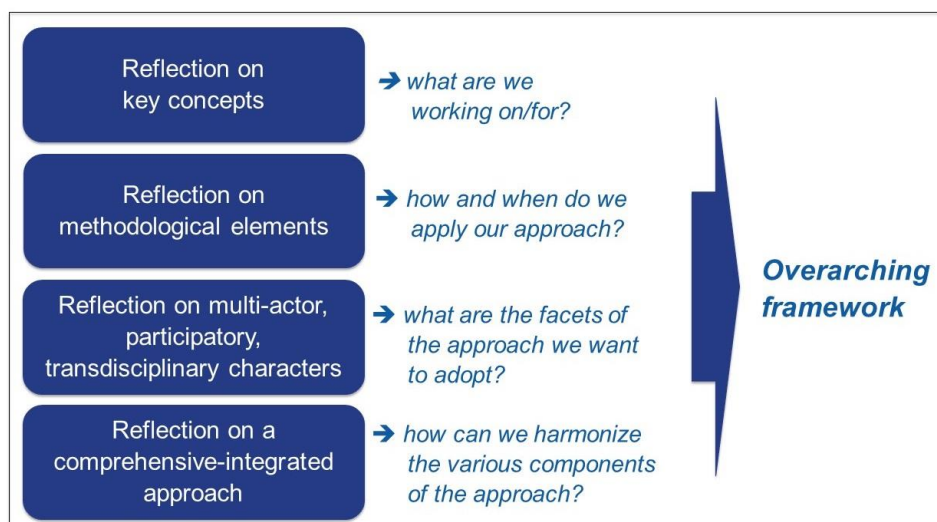 Reflection on
key concepts
➔ what are we
working on/for?
Reflection on
methodological elements
➔ how and when do we
apply our approach?
Reflection on multi-actor,
participatory,
transdisciplinary characters
➔ what are the facets of
the approach we want
to adopt?
Reflection on a
comprehensive-integrated
approach
➔ how can we harmonize
the various components
of the approach?
Overarching
framework